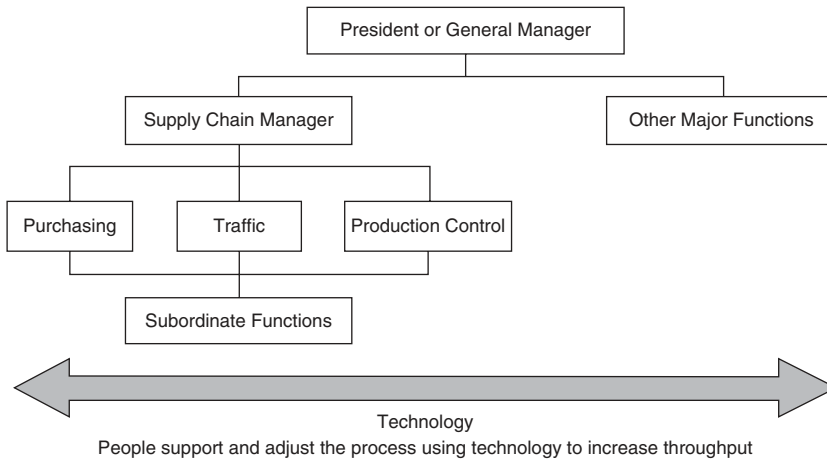 President or General Manager
Supply Chain Manager
Other Major Functions
Purchasing
Traffic
Production Control
Subordinate Functions
Technology
People support and adjust the process using technology to increase throughput